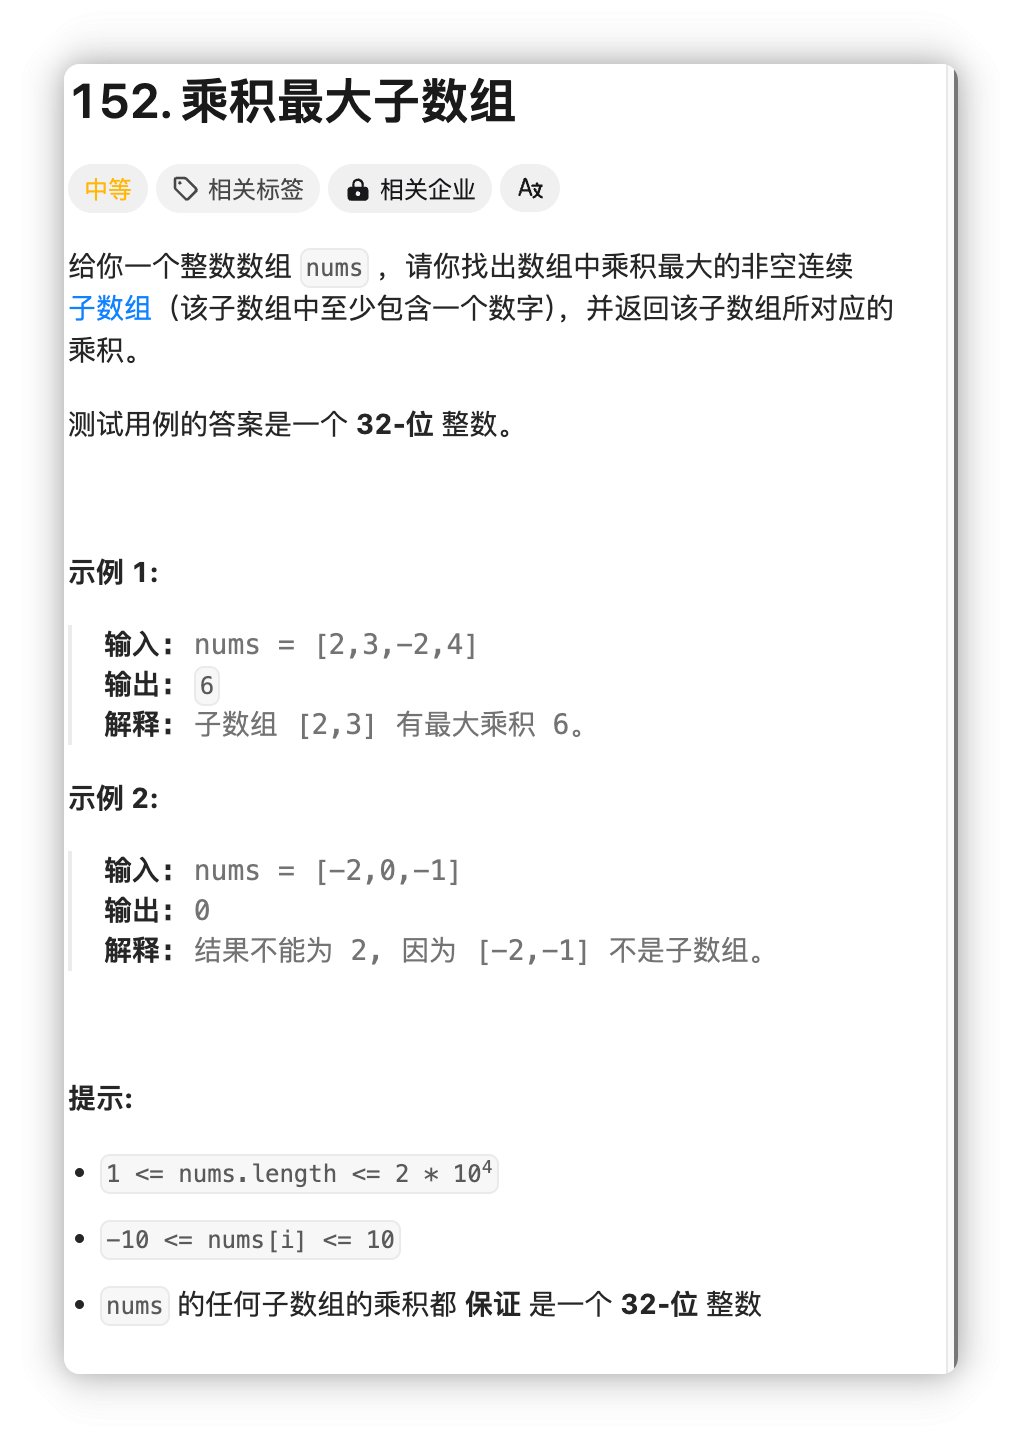 152. 乘积最大子数组
中等 相关标签 相关企业 A文
给你一个整数数组 nums ，请你找出数组中乘积最大的非空连续
子数组（该子数组中至少包含一个数字），并返回该子数组所对应的
乘积。
测试用例的答案是一个 32-位 整数。
示例 1:
输入: nums = [2,3,-2,4]
输出: 6
解释: 子数组 [2,3] 有最大乘积 6。
示例 2:
输入: nums = [-2,0,-1]
输出: 0
解释: 结果不能为 2, 因为 [-2,-1] 不是子数组。
提示:
• 1 <= nums.length <= 2 * 10⁴
• -10 <= nums[i] <= 10
• nums 的任何子数组的乘积都 保证 是一个 32-位 整数